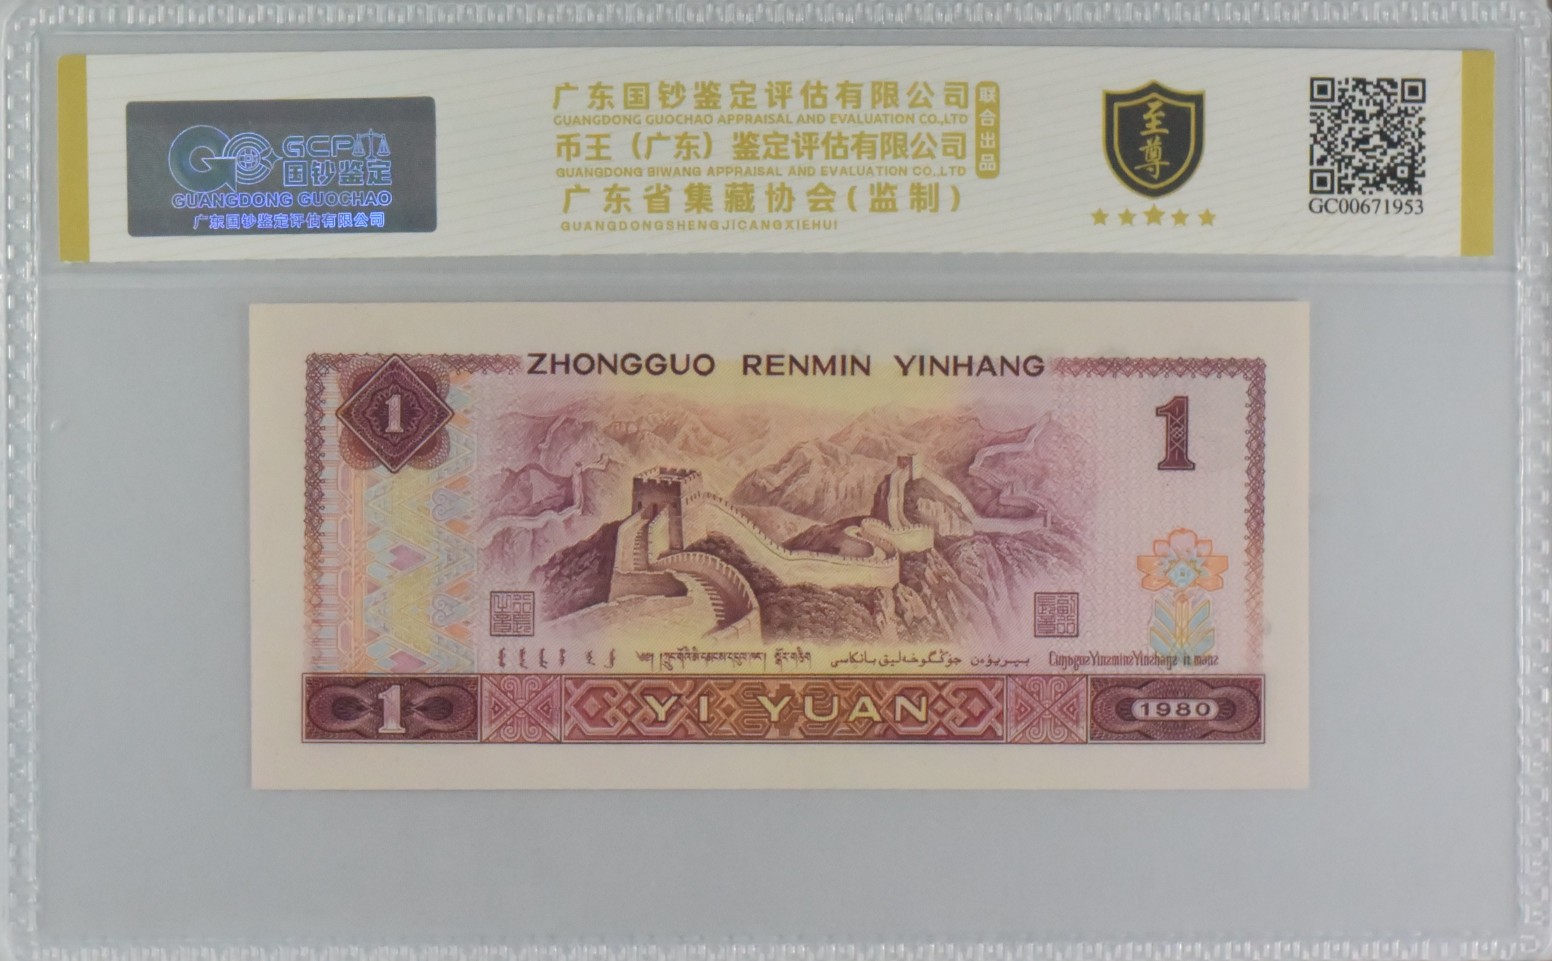 GCP
国钞鉴定
GUANGDONG GUOCHAO
广东国钞鉴定评估有限公司
广东国钞鉴定评估有限公司
GUANGDONG GUOCHAO APPRAISAL AND EVALUATION CO.,LTD
币王（广东）鉴定评估有限公司
GUANGDONG BIWANG APPRAISAL AND EVALUATION CO.,LTD
广东省集藏协会(监制)
GUANGDONGSHENGJICANGXIEHUI
联合出品
至尊
GC00671953
ZHONGGUO RENMIN YINHANG
1
1
1
YI YUAN
1980